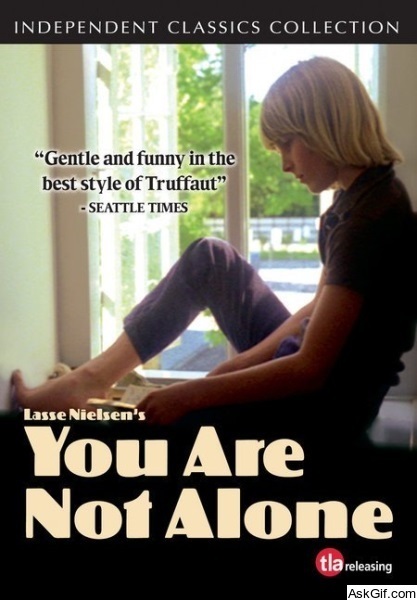 INDEPENDENT CLASSICS COLLECTION
“Gentle and funny in the
best style of Truffaut”
- SEATTLE TIMES
Lasse Nielsen's
You Are
Not Alone
tla releasing
AskGif.com